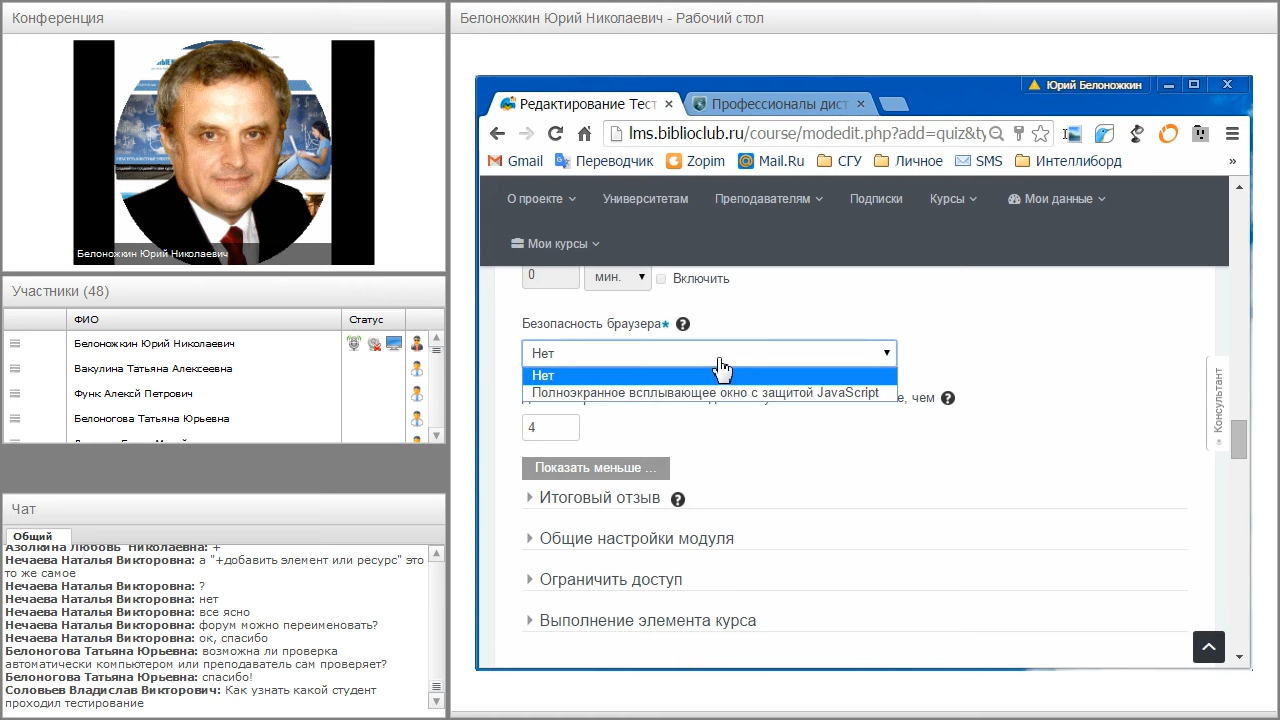 Конференция
Белоножкин Юрий Николаевич
Участники (48)
ФИО
Статус
Белоножкин Юрий Николаевич
Вакулина Татьяна Алексеевна
Функ Алексй Петрович
Белоногова Татьяна Юрьевна
Чат
Общий
Азолкина Любовь Николаевна: +
Нечаева Наталья Викторовна: а "+добавить элемент или ресурс" это
то же самое
Нечаева Наталья Викторовна: ?
Нечаева Наталья Викторовна: нет
Нечаева Наталья Викторовна: все ясно
Нечаева Наталья Викторовна: форум можно переименовать?
Нечаева Наталья Викторовна: ок, спасибо
Белоногова Татьяна Юрьевна: возможна ли проверка
автоматически компьютером или преподаватель сам проверяет?
Белоногова Татьяна Юрьевна: спасибо!
Соловьев Владислав Викторович: Как узнать какой студент
проходил тестирование
Белоножкин Юрий Николаевич - Рабочий стол
Юрий Белоножкин
Редактирование Тест
Профессионалы дист
lms.biblioclub.ru/course/modedit.php?add=quiz&ty
Gmail
Переводчик
Zopim
Mail.Ru
СГУ
Личное
SMS
Интеллиборд
»
О проекте
Университетам
Преподавателям
Подписки
Курсы
Мои данные
Мои курсы
0
мин.
Включить
Безопасность браузера*
Нет
Нет
Полноэкранное всплывающее окно с защитой JavaScript
чем
4
Показать меньше ...
Итоговый отзыв
Общие настройки модуля
Ограничить доступ
Выполнение элемента курса
Консультант